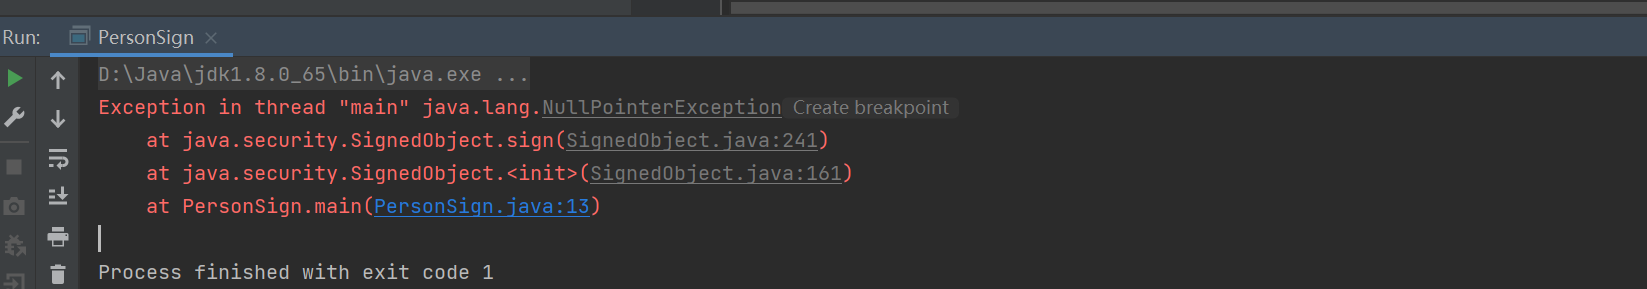 Run: PersonSign
D:\Java\jdk1.8.0_65\bin\java.exe ...
Exception in thread "main" java.lang.NullPointerException Create breakpoint
at java.security.SignedObject.sign(SignedObject.java:241)
at java.security.SignedObject.<init>(SignedObject.java:161)
at PersonSign.main(PersonSign.java:13)
Process finished with exit code 1